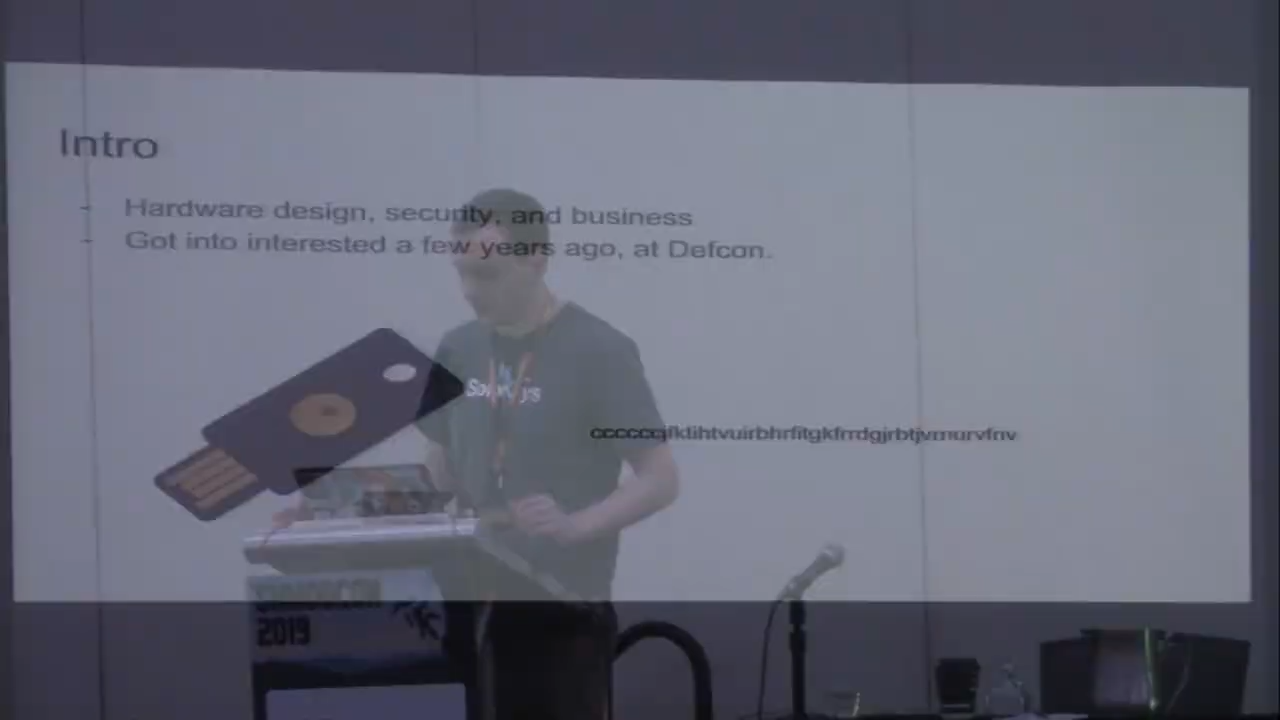 Intro
- Hardware design, security, and business
- Got into interested a few years ago, at Defcon.
2019